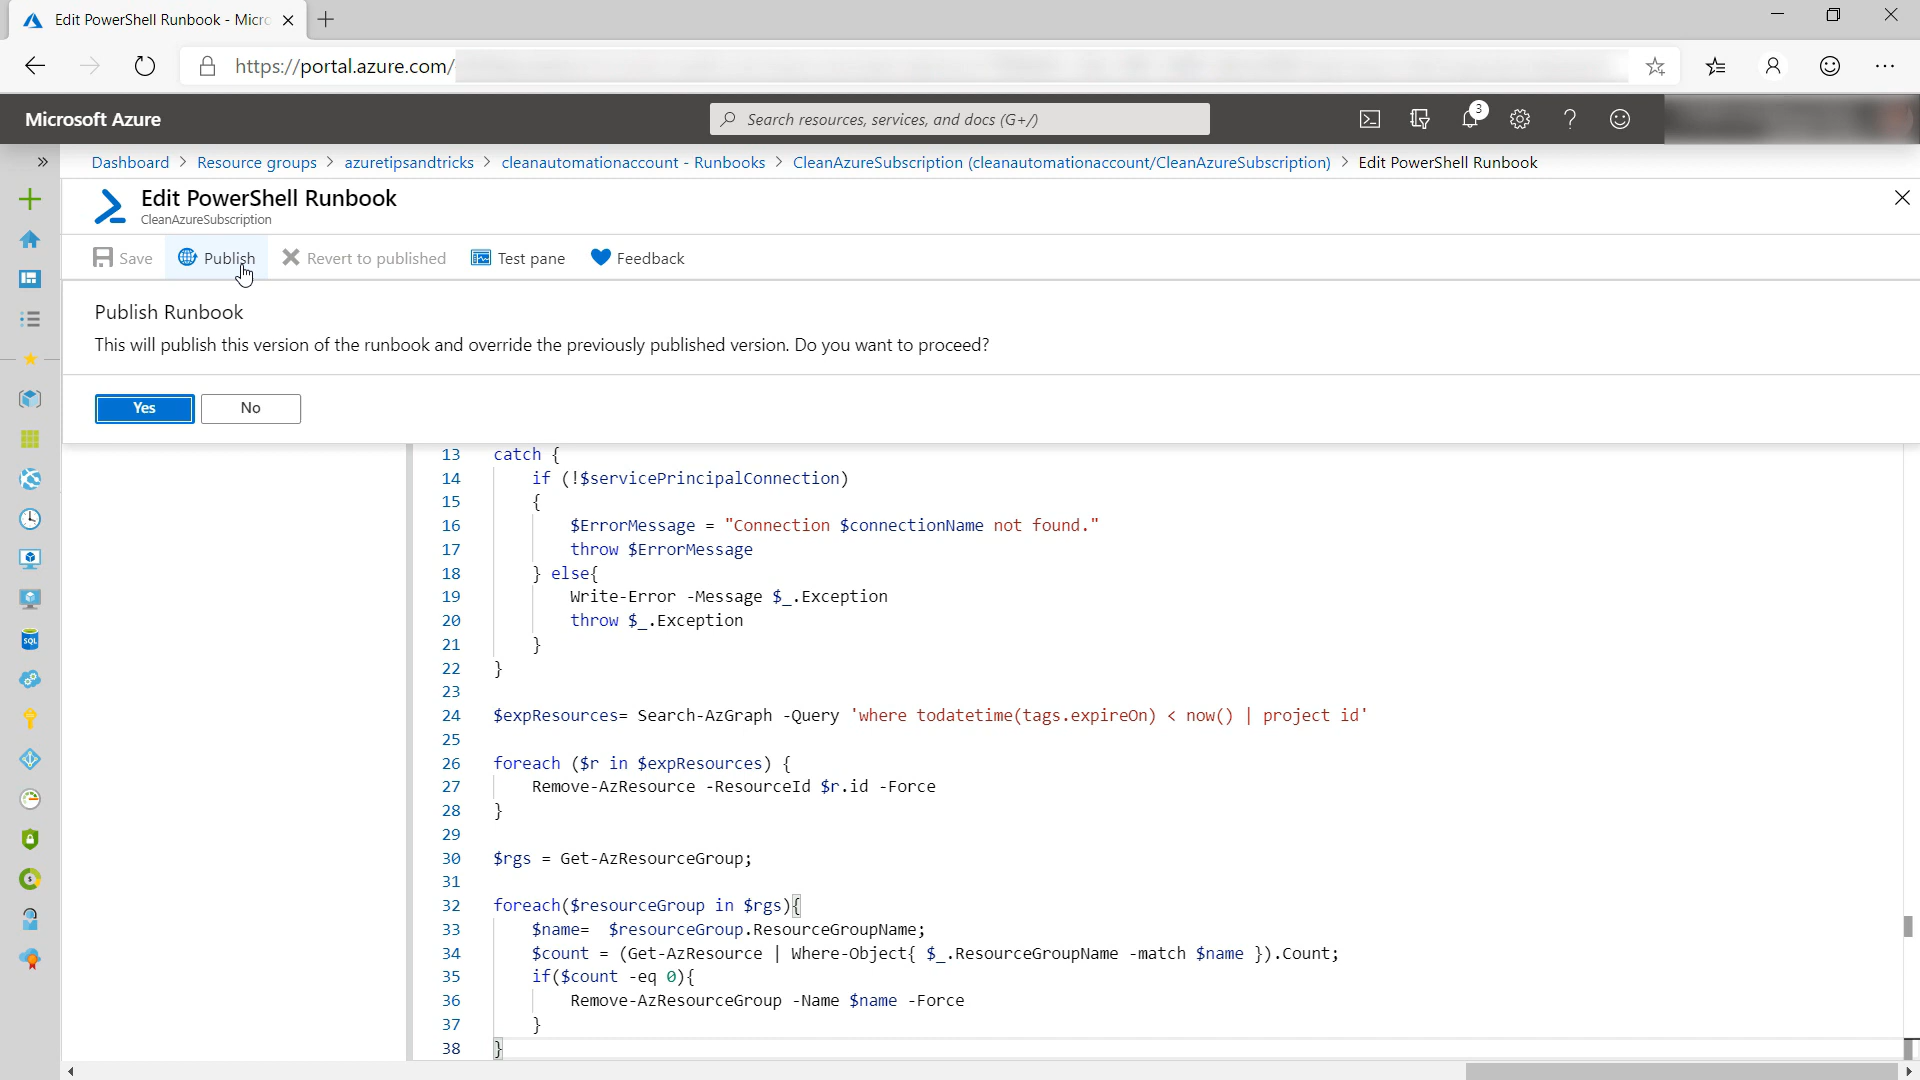 Edit PowerShell Runbook - Micro
https://portal.azure.com/
Microsoft Azure
Search resources, services, and docs (G+/)
3
Dashboard > Resource groups > azuretipsandtricks > cleanautomationaccount - Runbooks > CleanAzureSubscription (cleanautomationaccount/CleanAzureSubscription) > Edit PowerShell Runbook
Edit PowerShell Runbook
CleanAzureSubscription
Save Publish Revert to published Test pane Feedback
Publish Runbook
This will publish this version of the runbook and override the previously published version. Do you want to proceed?
Yes No
13 catch {
14 if (!$servicePrincipalConnection)
15 {
16 $ErrorMessage = "Connection $connectionName not found."
17 throw $ErrorMessage
18 } else{
19 Write-Error -Message $_.Exception
20 throw $_.Exception
21 }
22 }
23
24 $expResources= Search-AzGraph -Query 'where todatetime(tags.expireOn) < now() | project id'
25
26 foreach ($r in $expResources) {
27 Remove-AzResource -ResourceId $r.id -Force
28 }
29
30 $rgs = Get-AzResourceGroup;
31
32 foreach($resourceGroup in $rgs){
33 $name= $resourceGroup.ResourceGroupName;
34 $count = (Get-AzResource | Where-Object{ $_.ResourceGroupName -match $name }).Count;
35 if($count -eq 0){
36 Remove-AzResourceGroup -Name $name -Force
37 }
38 }